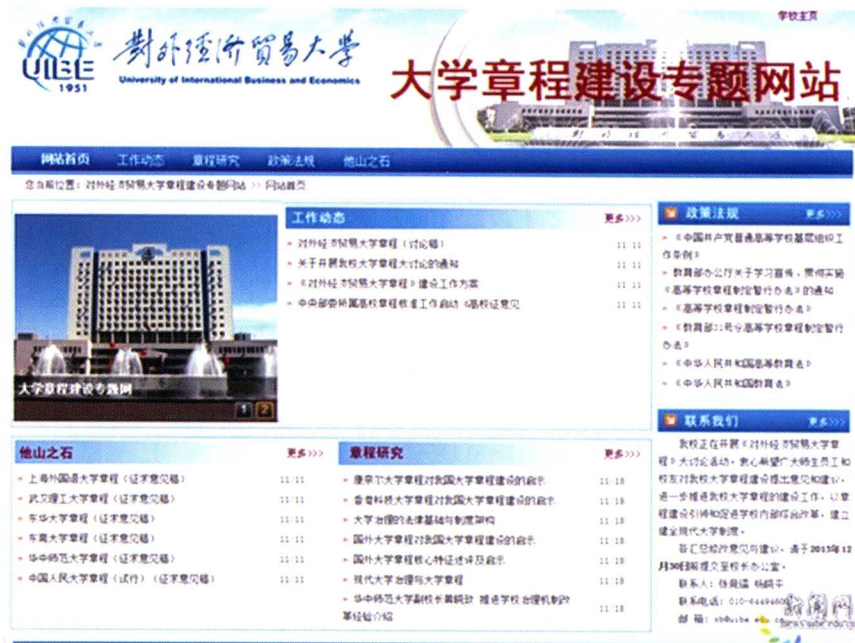 学校主页
UIBE
1951
對外經濟貿易大學
University of International Business and Economics
大学章程建设专题网站
网站首页 工作动态 章程研究 政策法规 他山之石
您当前位置：对外经济贸易大学章程建设专题网站 >> 网站首页
大学章程建设专题网
1 2
工作动态 更多>>>
对外经济贸易大学章程（讨论稿） 11-11
关于开展我校大学章程大讨论的通知 11-11
《对外经济贸易大学章程》建设工作方案 11-11
中央部委所属高校章程核准工作启动 6高校征意见 11-11
政策法规 更多>>>
《中国共产党普通高等学校基层组织工
作条例》
教育部办公厅关于学习宣传、贯彻实施
《高等学校章程制定暂行办法》的通知
《高等学校章程制定暂行办法》
《教育部31号令高等学校章程制定暂行
办法》
《中华人民共和国高等教育法》
《中华人民共和国教育法》
他山之石 更多>>>
上海外国语大学章程（征求意见稿） 11-11
武汉理工大学章程（征求意见稿） 11-11
东华大学章程（征求意见稿） 11-11
东南大学章程（征求意见稿） 11-11
华中师范大学章程（征求意见稿） 11-11
中国人民大学章程（试行）（征求意见稿） 11-11
章程研究 更多>>>
康奈尔大学章程对我国大学章程建设的启示 11-18
香港科技大学章程对我国大学章程建设的启示 11-18
大学治理的法律基础与制度架构 11-18
国外大学章程对我国大学章程建设的启示 11-18
国外大学章程核心特征述评及启示 11-18
现代大学治理与大学章程 11-18
华中师范大学副校长黄晓玫 推进学校治理机制改
革经验介绍 11-18
联系我们 更多>>>
我校正在开展《对外经济贸易大学章
程》大讨论活动，衷心希望广大师生员工和
校友对我校大学章程建设提出意见和建议，
进一步推进我校大学章程的建设工作，以章
程建设引领和促进学校内部综合改革，建立
健全现代大学制度。
各汇总修改意见与建议，请于2013年12
月30日前提交至校长办公室。
联系人：
联系电话：010-6449
邮 箱：xb@uibe
新闻网